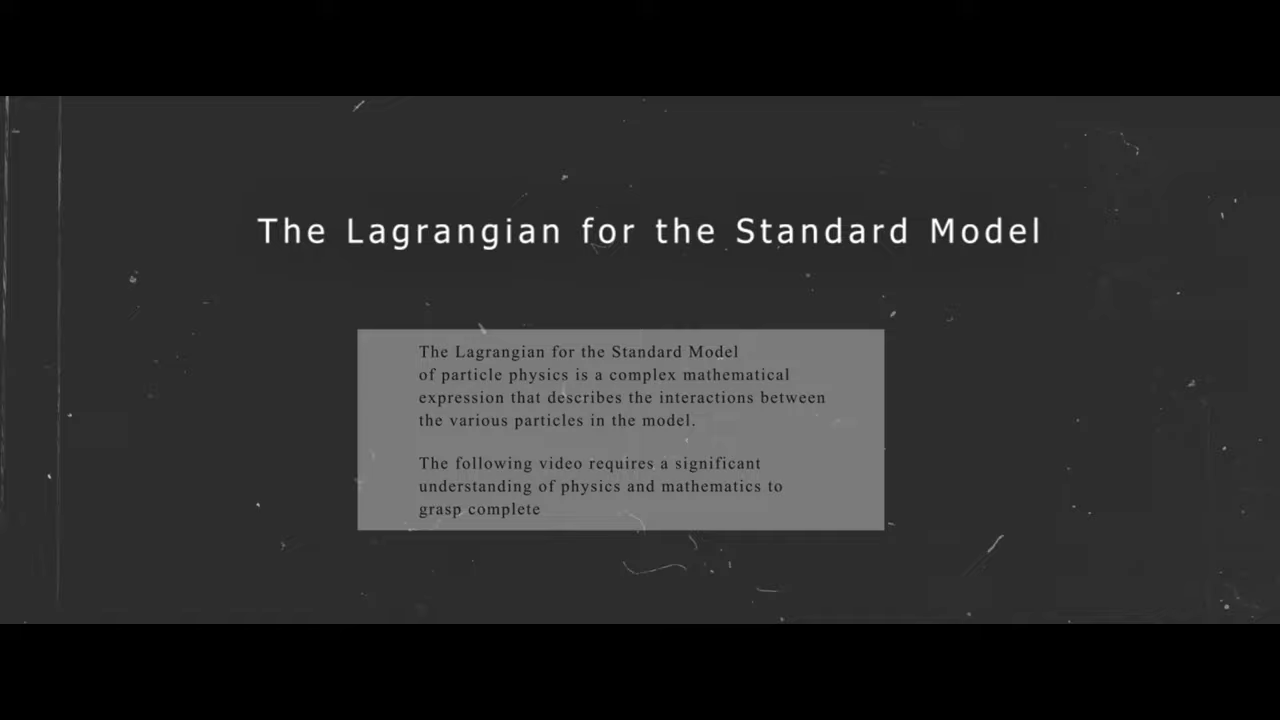 The Lagrangian for the Standard Model
The Lagrangian for the Standard Model
of particle physics is a complex mathematical
expression that describes the interactions between
the various particles in the model.
The following video requires a significant
understanding of physics and mathematics to
grasp complete